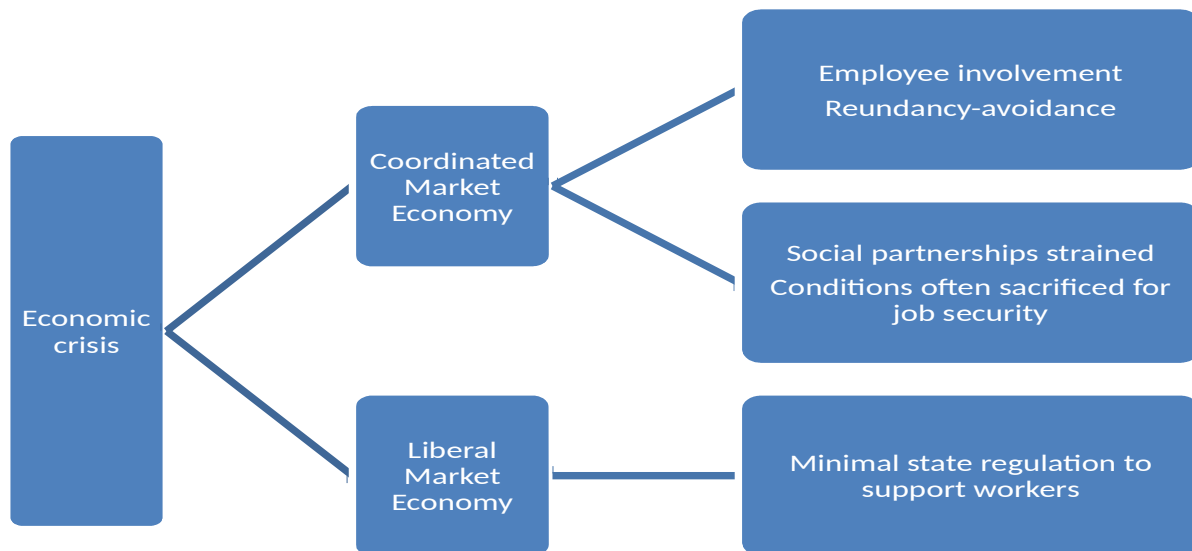 Economic
crisis
Coordinated
Market
Economy
Employee involvement
Reundancy-avoidance
Social partnerships strained
Conditions often sacrificed for
job security
Liberal
Market
Economy
Minimal state regulation to
support workers